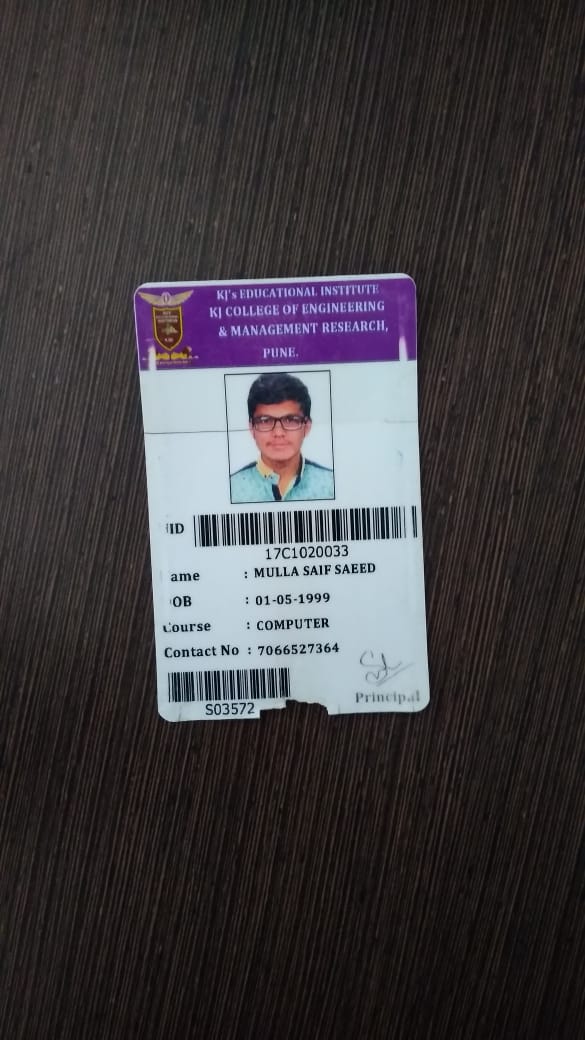 KJ's EDUCATIONAL INSTITUTE
KJ COLLEGE OF ENGINEERING
& MANAGEMENT RESEARCH,
PUNE.
ID
17C1020033
ame : MULLA SAIF SAEED
OB : 01-05-1999
Course : COMPUTER
Contact No : 7066527364
S03572
Principal